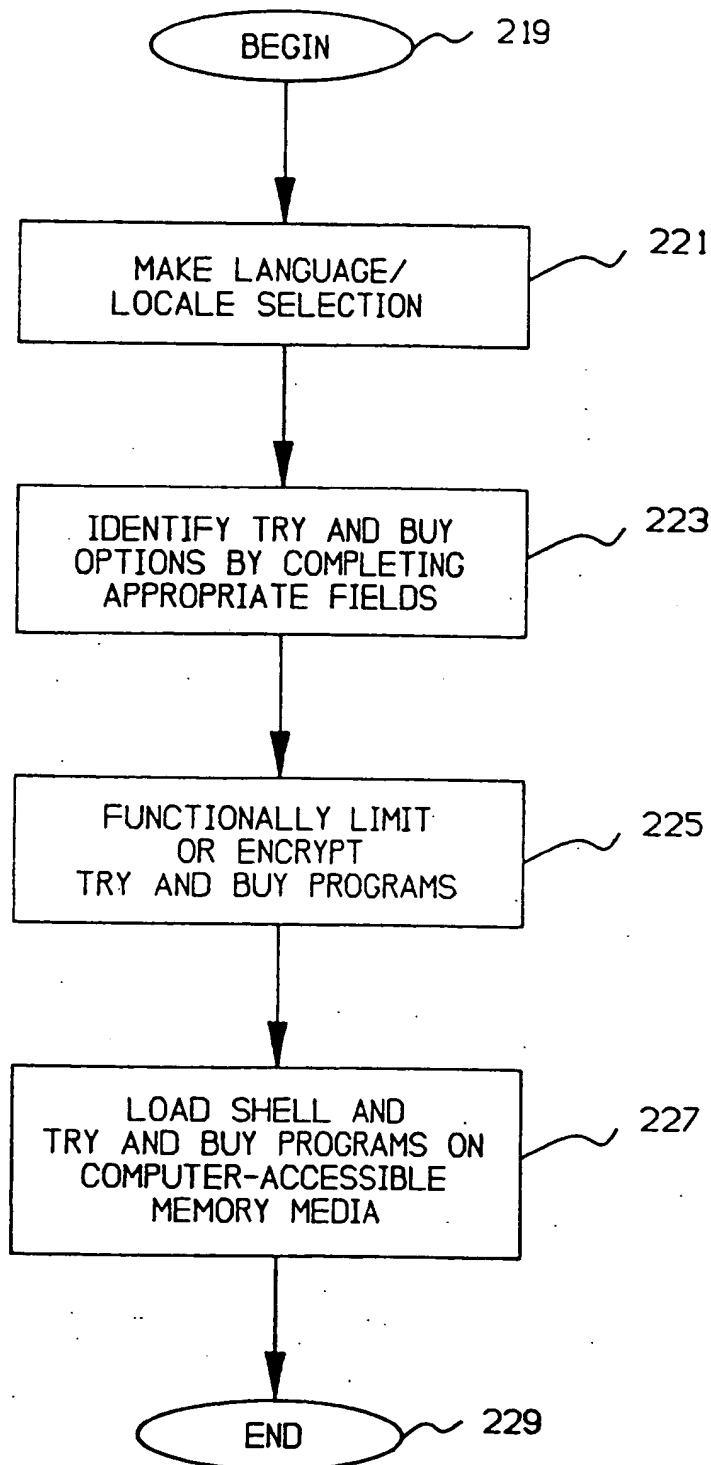 BEGIN
219
MAKE LANGUAGE/
LOCALE SELECTION
221
IDENTIFY TRY AND BUY
OPTIONS BY COMPLETING
APPROPRIATE FIELDS
223
FUNCTIONALLY LIMIT
OR ENCRYPT
TRY AND BUY PROGRAMS
225
LOAD SHELL AND
TRY AND BUY PROGRAMS ON
COMPUTER-ACCESSIBLE
MEMORY MEDIA
227
END
229